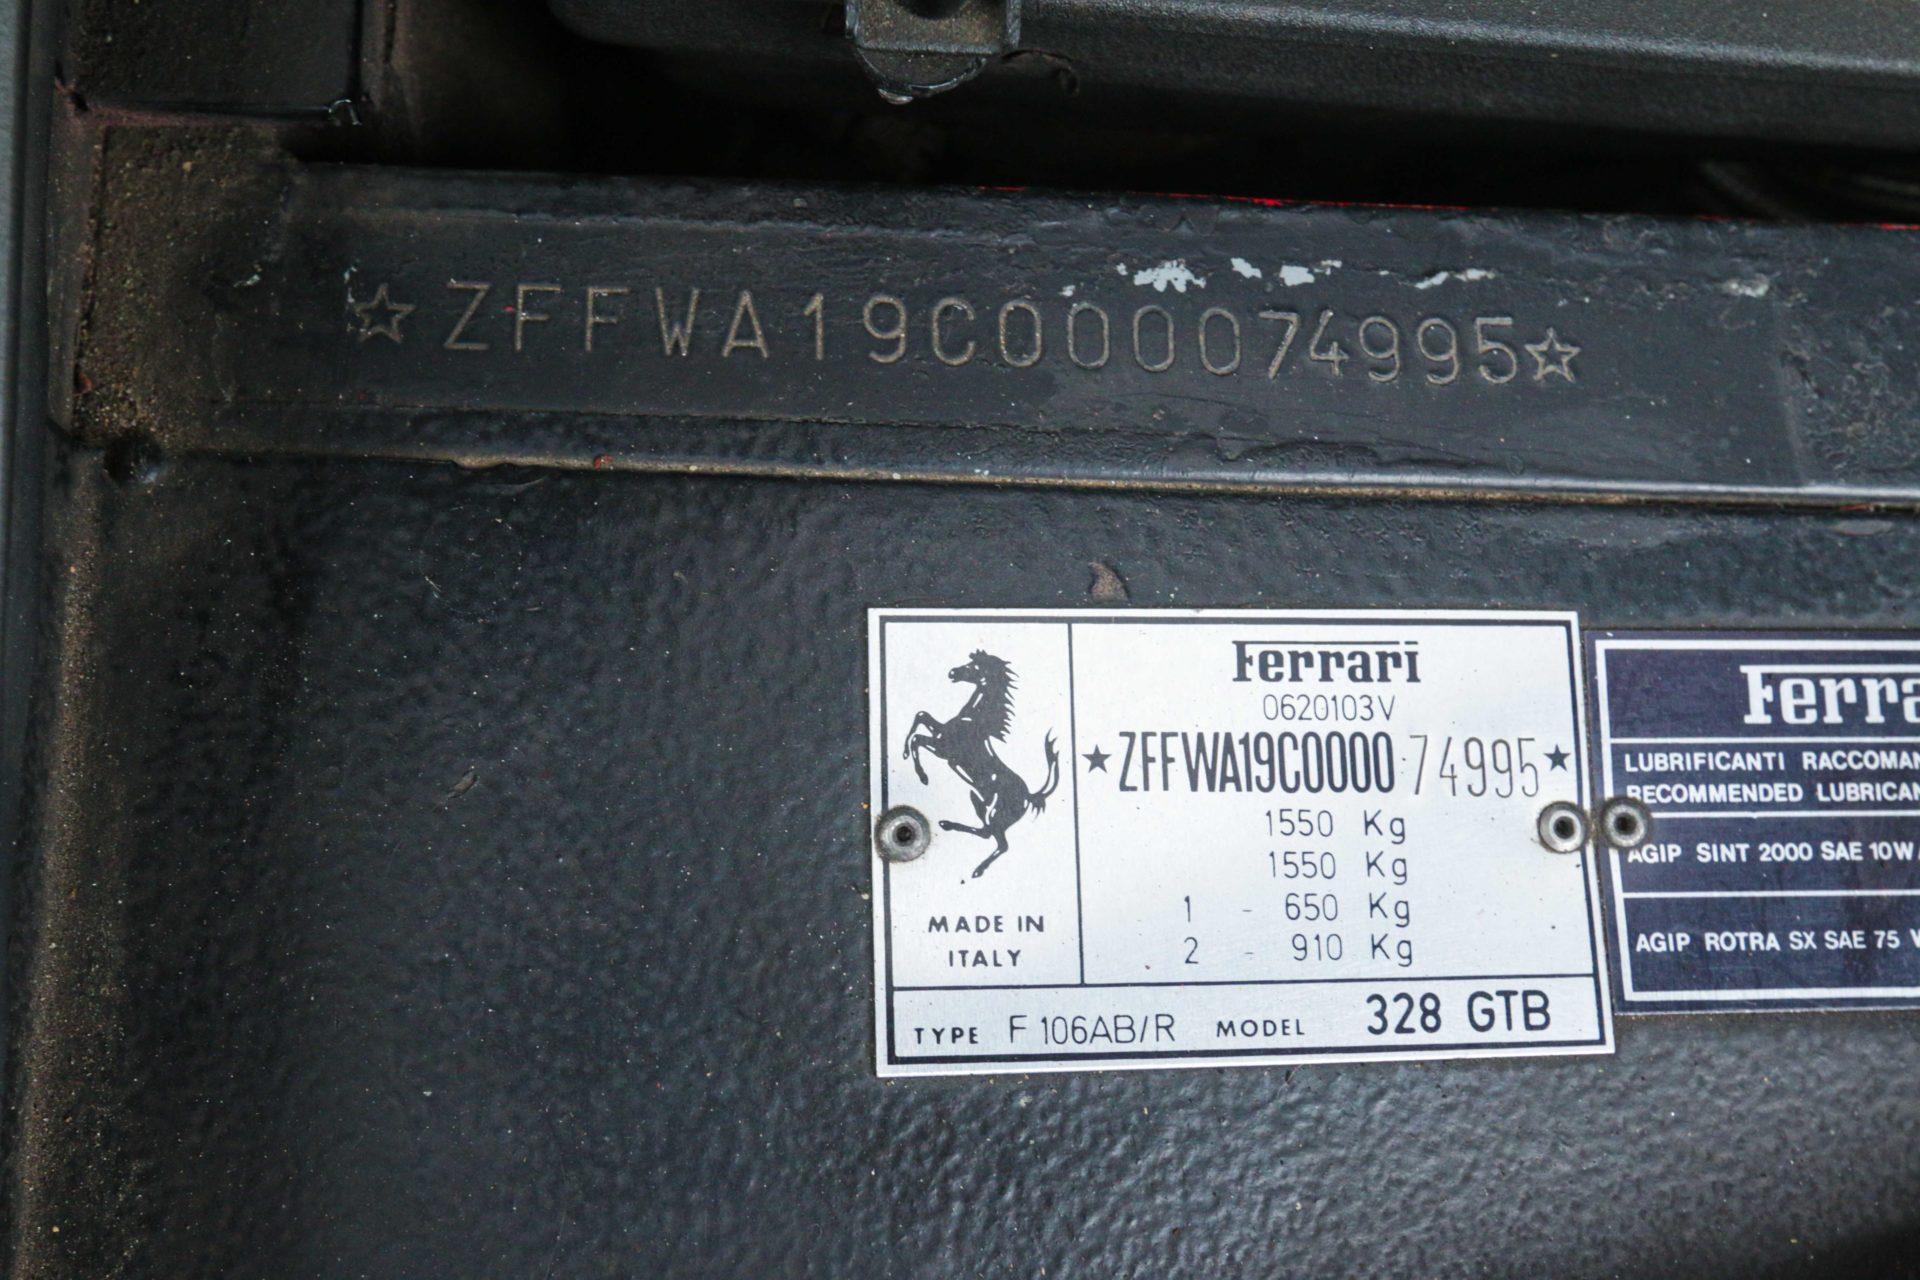 ☆ZFFWA19C000074995☆
Ferrari
0620103V
★ZFFWA19C0000 74995★
1550 Kg
1550 Kg
1 - 650 Kg
2 - 910 Kg
MADE IN
ITALY
TYPE F 106AB/R MODEL 328 GTB
Ferra
LUBRIFICANTI RACCOMAN
RECOMMENDED LUBRICAN
AGIP SINT 2000 SAE 10W
AGIP ROTRA SX SAE 75 W